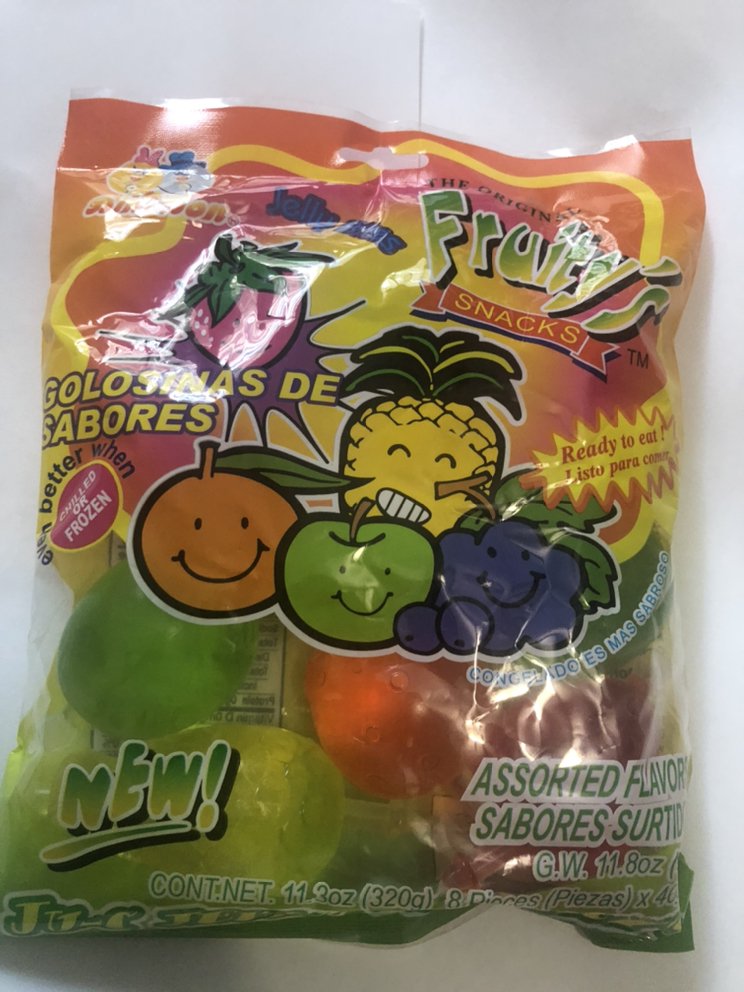 Jelly
THE ORIGINAL
Fruity's
SNACKS
TM
GOLOSINAS DE
SABORES
even better when
CHILLED
OR
FROZEN
Ready to eat!
Listo para comer
CONGELADO ES MAS SABROSO
NEW!
ASSORTED FLAVOR
SABORES SURTID
G.W. 11.8oz (
CONT.NET. 11.3oz (320g) 8 Pieces (Piezas) x 40
Protein
Vitamin D